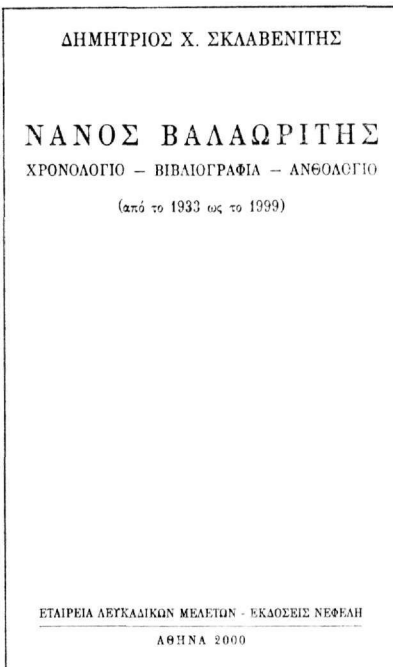 ΔΗΜΗΤΡΙΟΣ Χ. ΣΚΛΑΒΕΝΙΤΗΣ
ΝΑΝΟΣ ΒΑΛΑΩΡΙΤΗΣ
ΧΡΟΝΟΛΟΓΙΟ – ΒΙΒΛΙΟΓΡΑΦΙΑ – ΑΝΘΟΛΟΓΙΟ
(από το 1933 ως το 1999)
ΕΤΑΙΡΕΙΑ ΛΕΥΚΑΔΙΚΩΝ ΜΕΛΕΤΩΝ - ΕΚΔΟΣΕΙΣ ΝΕΦΕΛΗ
ΑΘΗΝΑ 2000